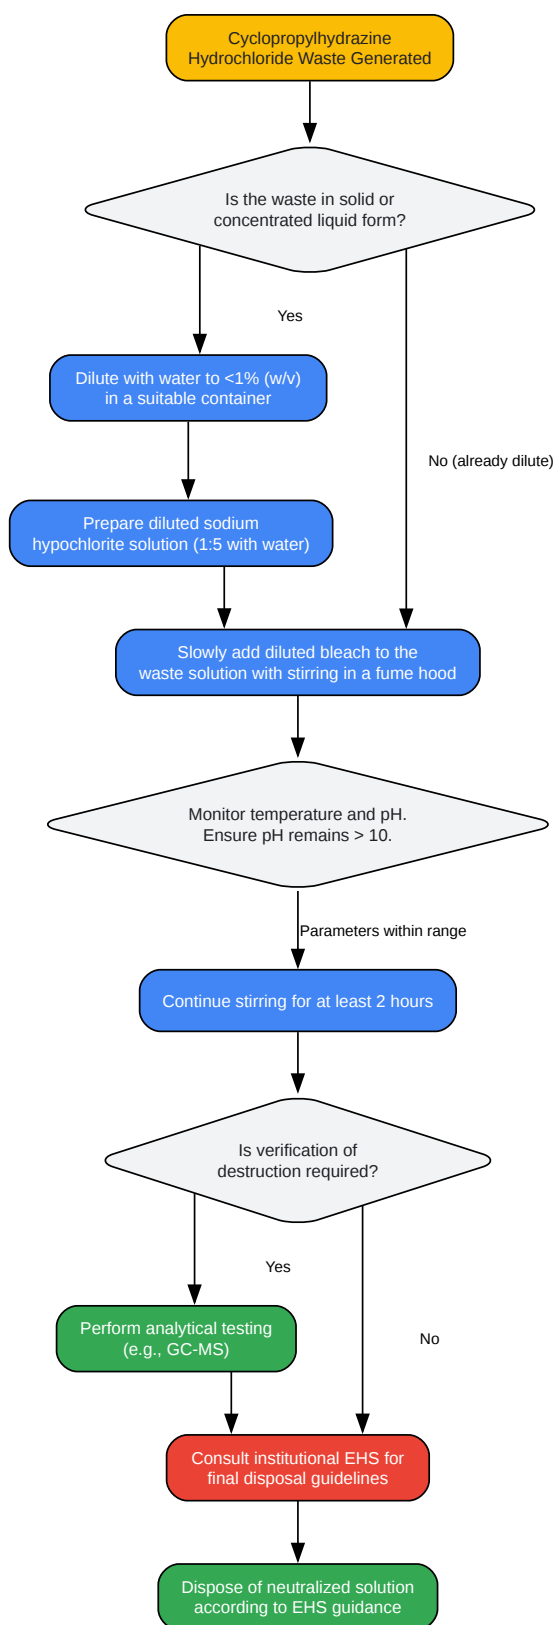 Cyclopropylhydrazine
Hydrochloride Waste Generated
Is the waste in solid or
concentrated liquid form?
Yes
Dilute with water to <1% (w/v)
in a suitable container
No (already dilute)
Prepare diluted sodium
hypochlorite solution (1:5 with water)
Slowly add diluted bleach to the
waste solution with stirring in a fume hood
Monitor temperature and pH.
Ensure pH remains > 10.
Parameters within range
Continue stirring for at least 2 hours
Is verification of
destruction required?
Yes
Perform analytical testing
(e.g., GC-MS)
No
Consult institutional EHS for
final disposal guidelines
Dispose of neutralized solution
according to EHS guidance